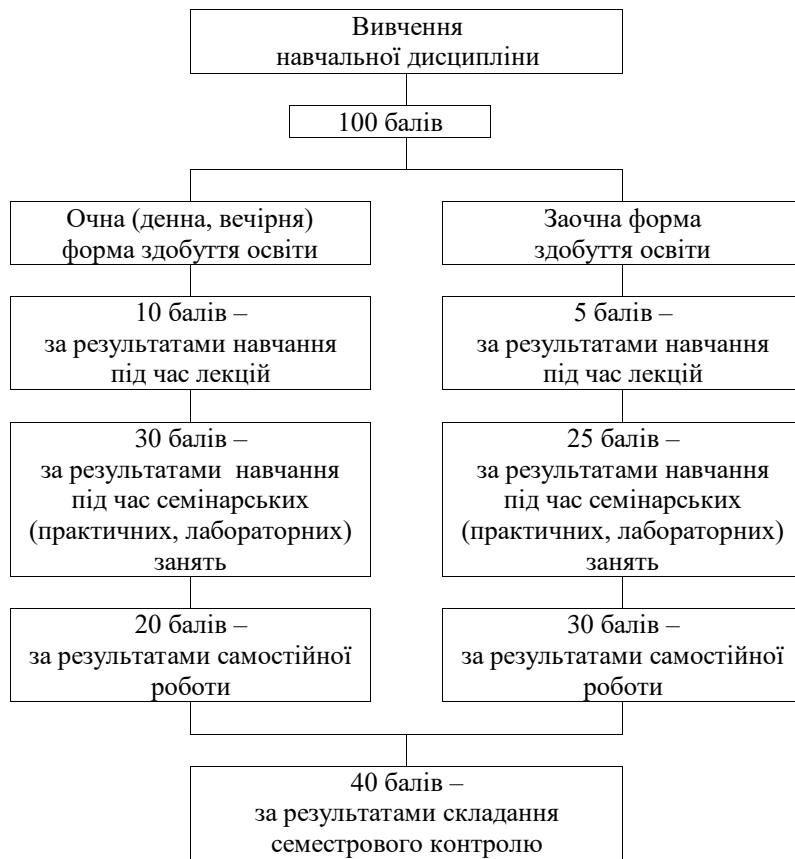 Вивчення
навчальної дисципліни
100 балів
Очна (денна, вечірня)
форма здобуття освіти
Заочна форма
здобуття освіти
10 балів –
за результатами навчання
під час лекцій
5 балів –
за результатами навчання
під час лекцій
30 балів –
за результатами навчання
під час семінарських
(практичних, лабораторних)
занять
25 балів –
за результатами навчання
під час семінарських
(практичних, лабораторних)
занять
20 балів –
за результатами самостійної
роботи
30 балів –
за результатами самостійної
роботи
40 балів –
за результатами складання
семестрового контролю